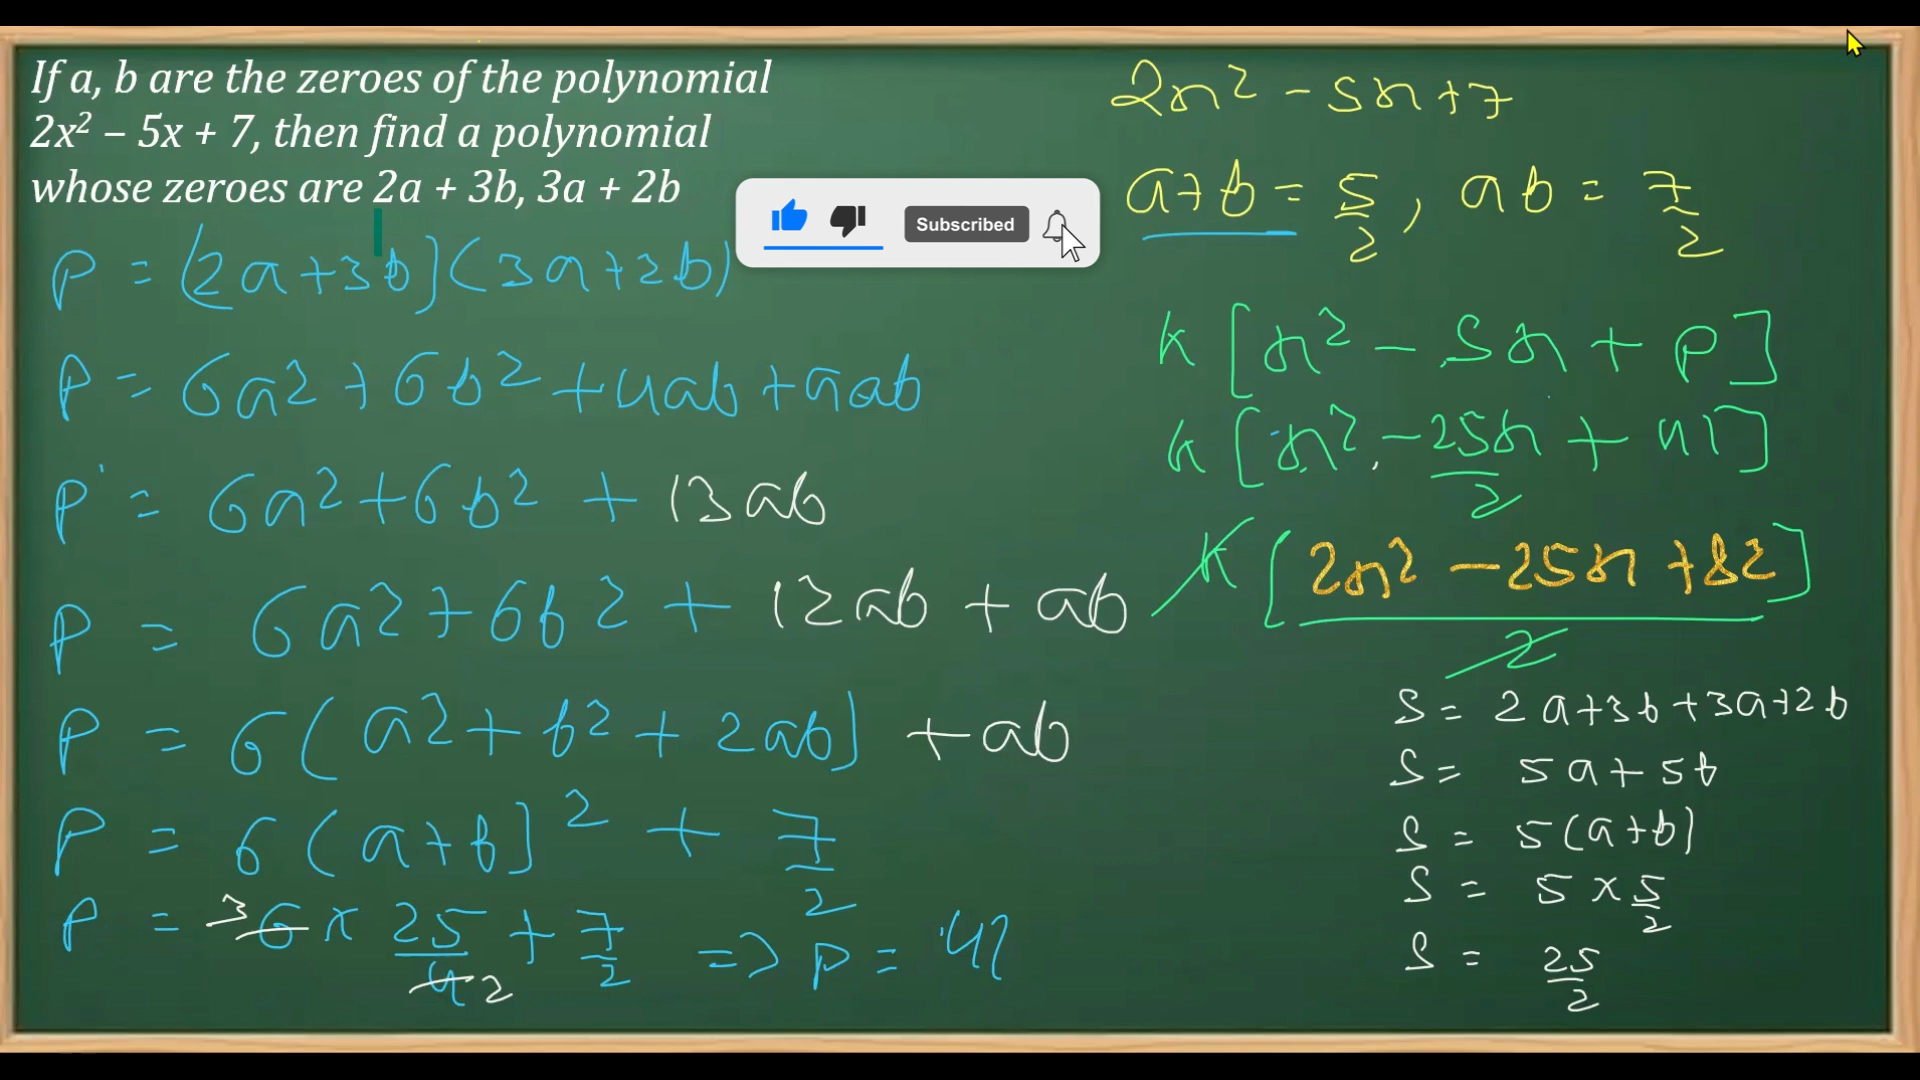 If a, b are the zeroes of the polynomial
2x² – 5x + 7, then find a polynomial
whose zeroes are 2a + 3b, 3a + 2b
Subscribed
P = (2a+3b)(3a+2b)
P = 6a²+6b²+4ab+9ab
P = 6a²+6b² + 13ab
P = 6a²+6b² + 12ab + ab
P = 6(a²+b²+2ab) + ab
P = 6(a+b)² + 7/2
P = 3 6 × 25/4 2 + 7/2 => P = 41
2x² - 5x + 7
a+b = 5/2, ab = 7/2
K[x² - Sx + P]
K[x² - 25x/2 + 41]
K[2x² - 25x + 82]/2
S = 2a+3b+3a+2b
S = 5a+5b
S = 5(a+b)
S = 5 × 5/2
S = 25/2